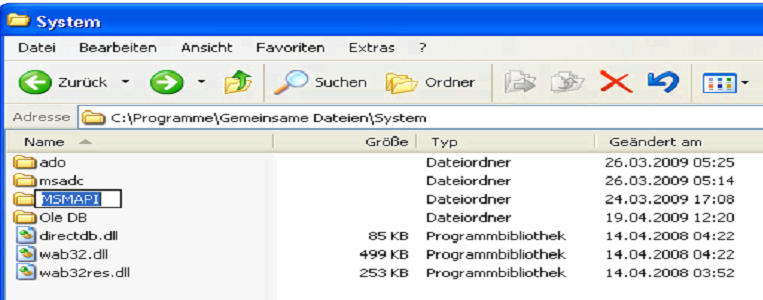 System
Datei Bearbeiten Ansicht Favoriten Extras ?
Zurück Suchen Ordner
Adresse C:\Programme\Gemeinsame Dateien\System
Name Größe Typ Geändert am
ado Dateiordner 26.03.2009 05:25
msadc Dateiordner 26.03.2009 05:14
MSMAPI Dateiordner 24.03.2009 17:08
Ole DB Dateiordner 19.04.2009 12:20
directdb.dll 85 KB Programmbibliothek 14.04.2008 04:22
wab32.dll 499 KB Programmbibliothek 14.04.2008 04:22
wab32res.dll 253 KB Programmbibliothek 14.04.2008 03:52